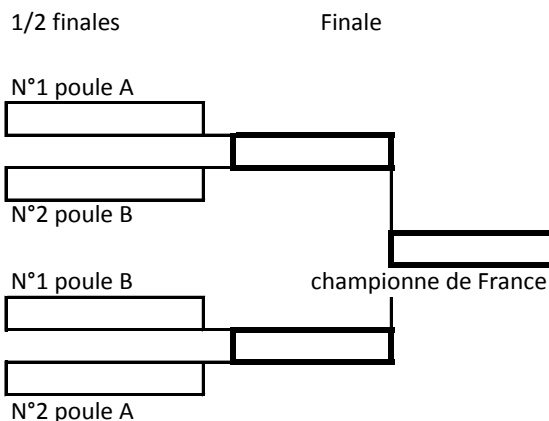 1/2 finales Finale
N°1 poule A
N°2 poule B
N°1 poule B championne de France
N°2 poule A